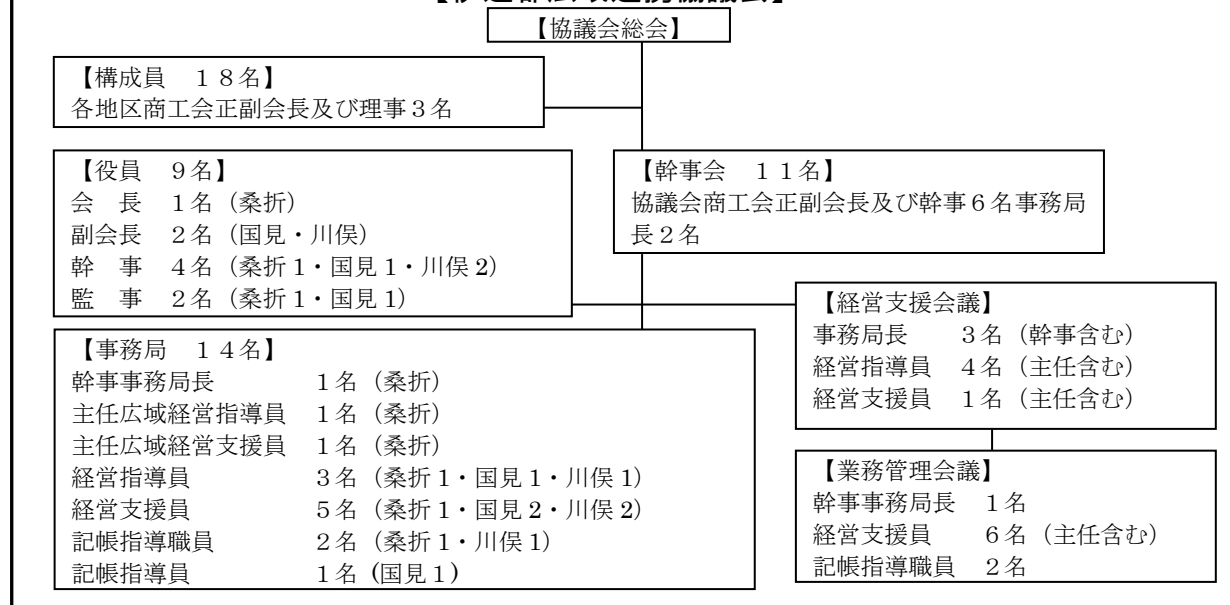 【伊達郡広域連携協議会】
【協議会総会】
【構成員　１８名】
各地区商工会正副会長及び理事３名
【役員　９名】
会　長　１名（桑折）
副会長　２名（国見・川俣）
幹　事　４名（桑折1・国見1・川俣2）
監　事　２名（桑折1・国見1）
【幹事会　１１名】
協議会商工会正副会長及び幹事６名事務局
長２名
【事務局　１４名】
幹事事務局長　１名（桑折）
主任広域経営指導員　１名（桑折）
主任広域経営支援員　１名（桑折）
経営指導員　３名（桑折1・国見1・川俣1）
経営支援員　５名（桑折1・国見2・川俣2）
記帳指導職員　２名（桑折1・川俣1）
記帳指導員　１名（国見１）
【経営支援会議】
事務局長　３名（幹事含む）
経営指導員　４名（主任含む）
経営支援員　１名（主任含む）
【業務管理会議】
幹事事務局長　１名
経営支援員　６名（主任含む）
記帳指導職員　２名